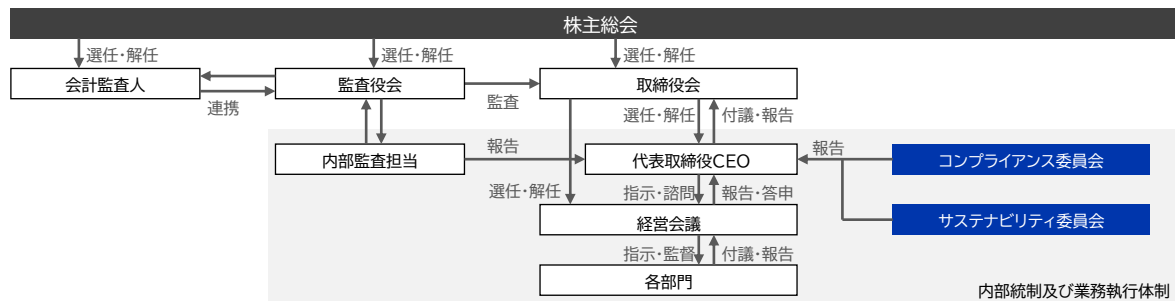 株主総会
選任・解任
選任・解任
選任・解任
会計監査人
監査役会
取締役会
連携
監査
選任・解任
付議・報告
内部監査担当
報告
代表取締役CEO
報告
コンプライアンス委員会
選任・解任
指示・諮問
報告・答申
経営会議
サステナビリティ委員会
指示・監督
付議・報告
各部門
内部統制及び業務執行体制